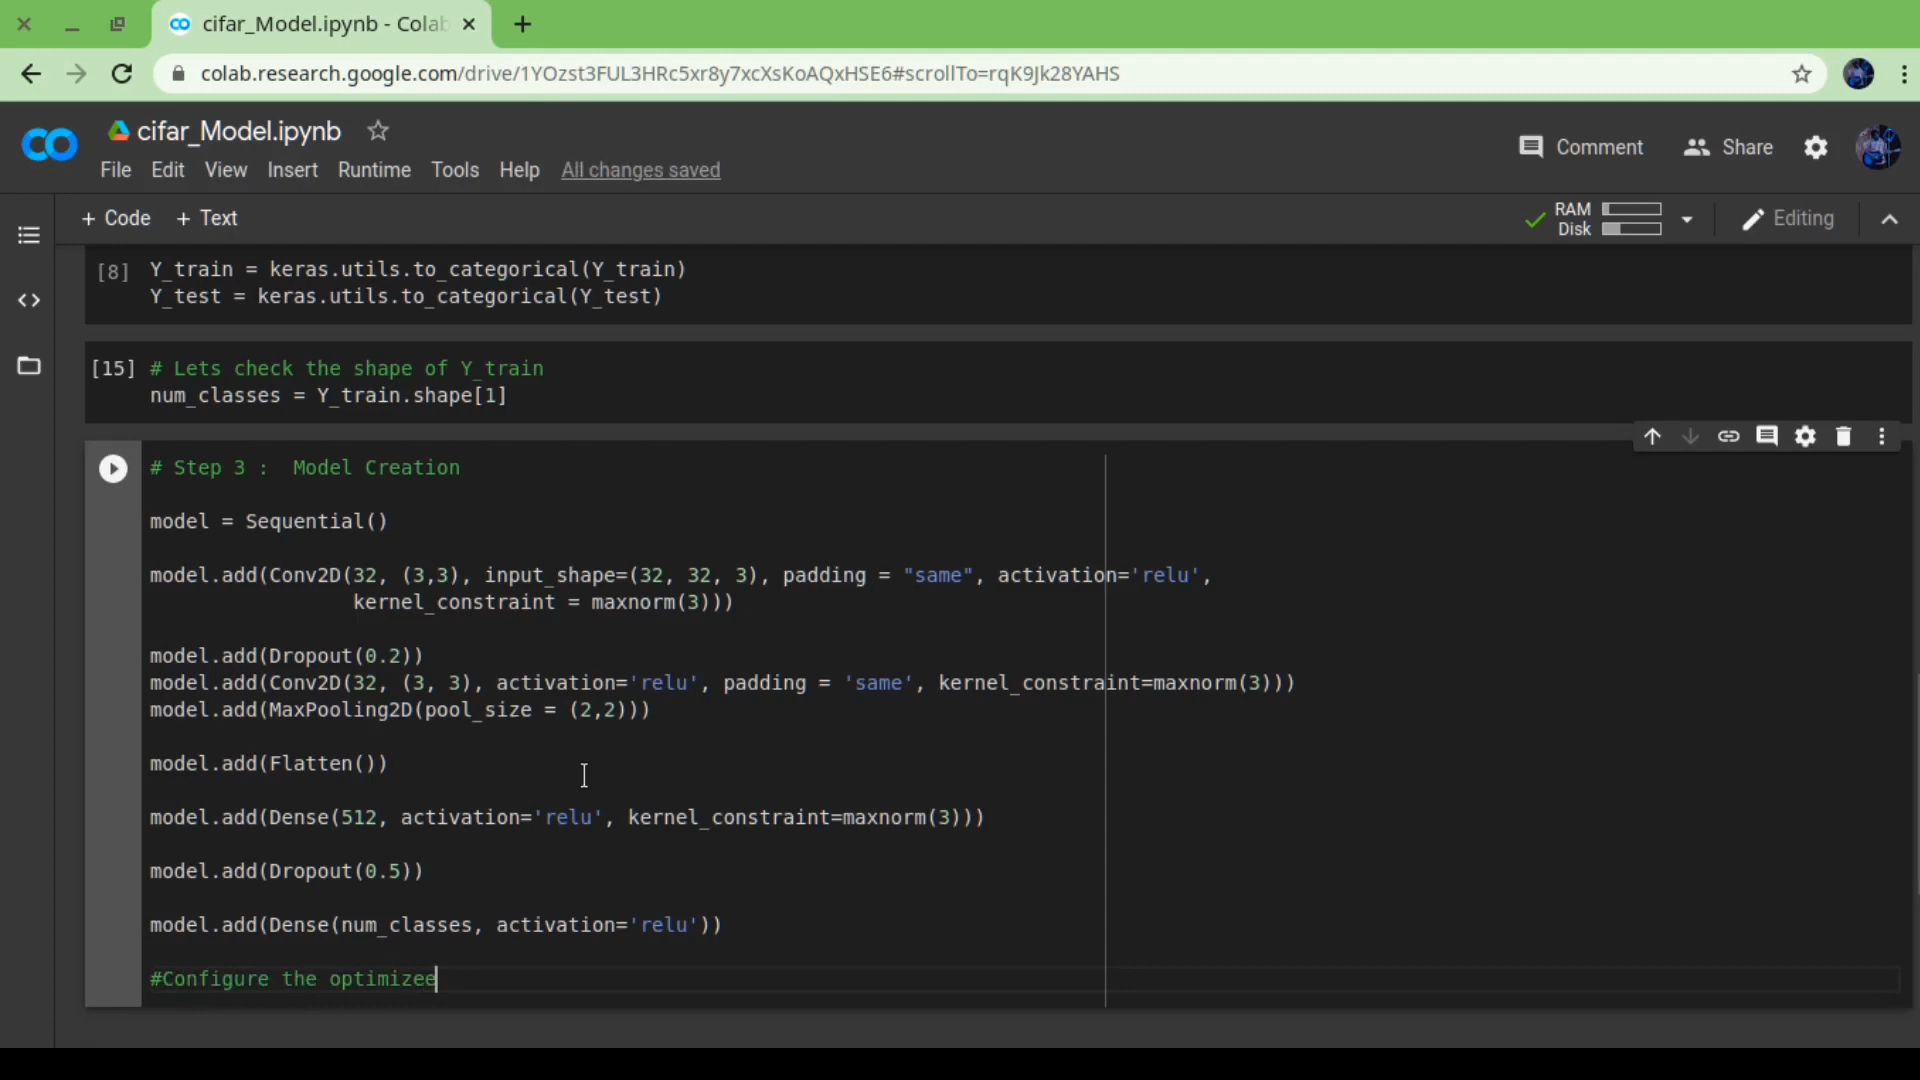 cifar_Model.ipynb - Colab
colab.research.google.com/drive/1YOzst3FUL3HRc5xr8y7xcXsKoAQxHSE6#scrollTo=rqK9Jk28YAHS
cifar_Model.ipynb
Comment
Share
File Edit View Insert Runtime Tools Help All changes saved
+ Code + Text
RAM
Disk
Editing
[8] Y_train = keras.utils.to_categorical(Y_train)
Y_test = keras.utils.to_categorical(Y_test)
[15] # Lets check the shape of Y_train
num_classes = Y_train.shape[1]
# Step 3 :  Model Creation
model = Sequential()
model.add(Conv2D(32, (3,3), input_shape=(32, 32, 3), padding = "same", activation='relu',
kernel_constraint = maxnorm(3)))
model.add(Dropout(0.2))
model.add(Conv2D(32, (3, 3), activation='relu', padding = 'same', kernel_constraint=maxnorm(3)))
model.add(MaxPooling2D(pool_size = (2,2)))
model.add(Flatten())
model.add(Dense(512, activation='relu', kernel_constraint=maxnorm(3)))
model.add(Dropout(0.5))
model.add(Dense(num_classes, activation='relu'))
#Configure the optimizee